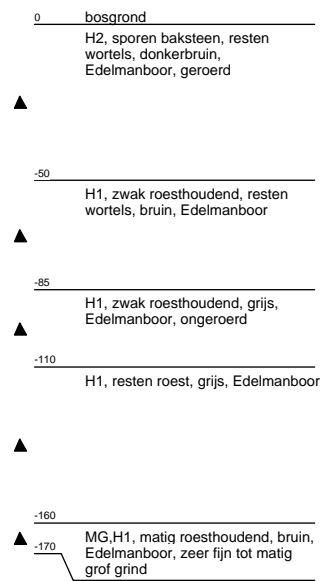 0 bosgrond
H2, sporen baksteen, resten
wortels, donkerbruin,
Edelmanboor, geroerd
-50
H1, zwak roesthoudend, resten
wortels, bruin, Edelmanboor
-85
H1, zwak roesthoudend, grijs,
Edelmanboor, ongeroerd
-110
H1, resten roest, grijs, Edelmanboor
-160
MG,H1, matig roesthoudend, bruin,
-170 Edelmanboor, zeer fijn tot matig
grof grind